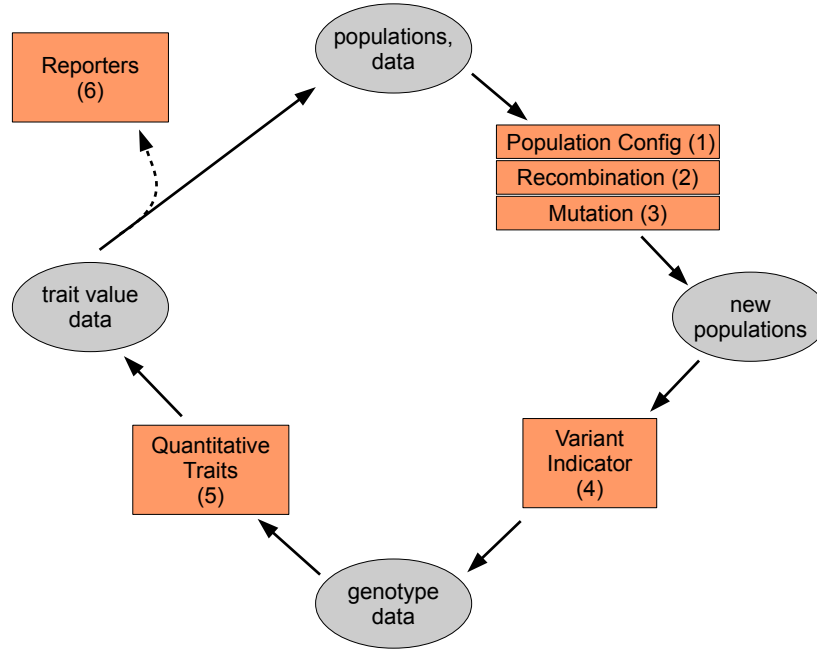 populations,
data
Reporters
(6)
Population Config (1)
Recombination (2)
Mutation (3)
trait value
data
new
populations
Quantitative
Traits
(5)
Variant
Indicator
(4)
genotype
data